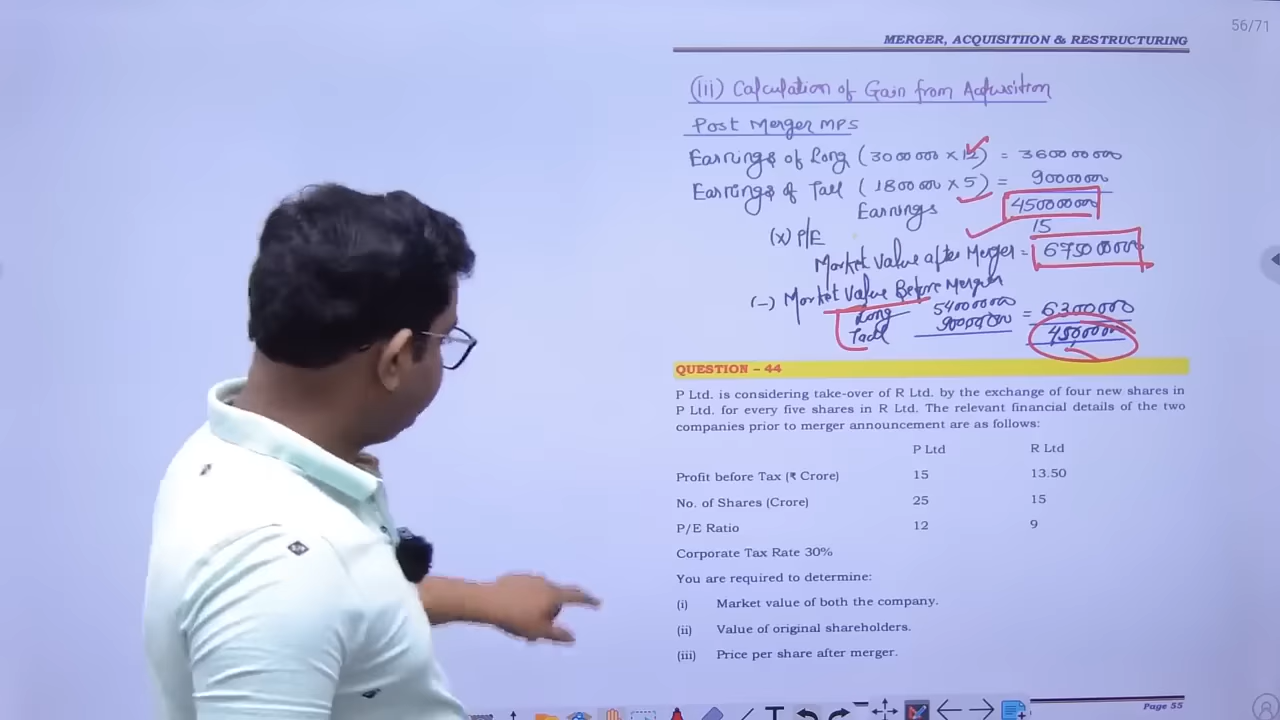 56/71
MERGER, ACQUISITIION & RESTRUCTURING
(iii) Calculation of Gain from Acquisition
Post Merger MPS
Earnings of Long (3000000 × 12) = 36000000
Earnings of Tall (1800000 × 5) = 9000000
Earnings 45000000
(x) P/E 15
Market Value after Merger = 675000000
(-) Market Value Before Merger
Long 540000000 = 630000000
Tall 90000000 45000000
QUESTION – 44
P Ltd. is considering take-over of R Ltd. by the exchange of four new shares in
P Ltd. for every five shares in R Ltd. The relevant financial details of the two
companies prior to merger announcement are as follows:
P Ltd R Ltd
Profit before Tax (₹ Crore) 15 13.50
No. of Shares (Crore) 25 15
P/E Ratio 12 9
Corporate Tax Rate 30%
You are required to determine:
(i) Market value of both the company.
(ii) Value of original shareholders.
(iii) Price per share after merger.
T
Page 55